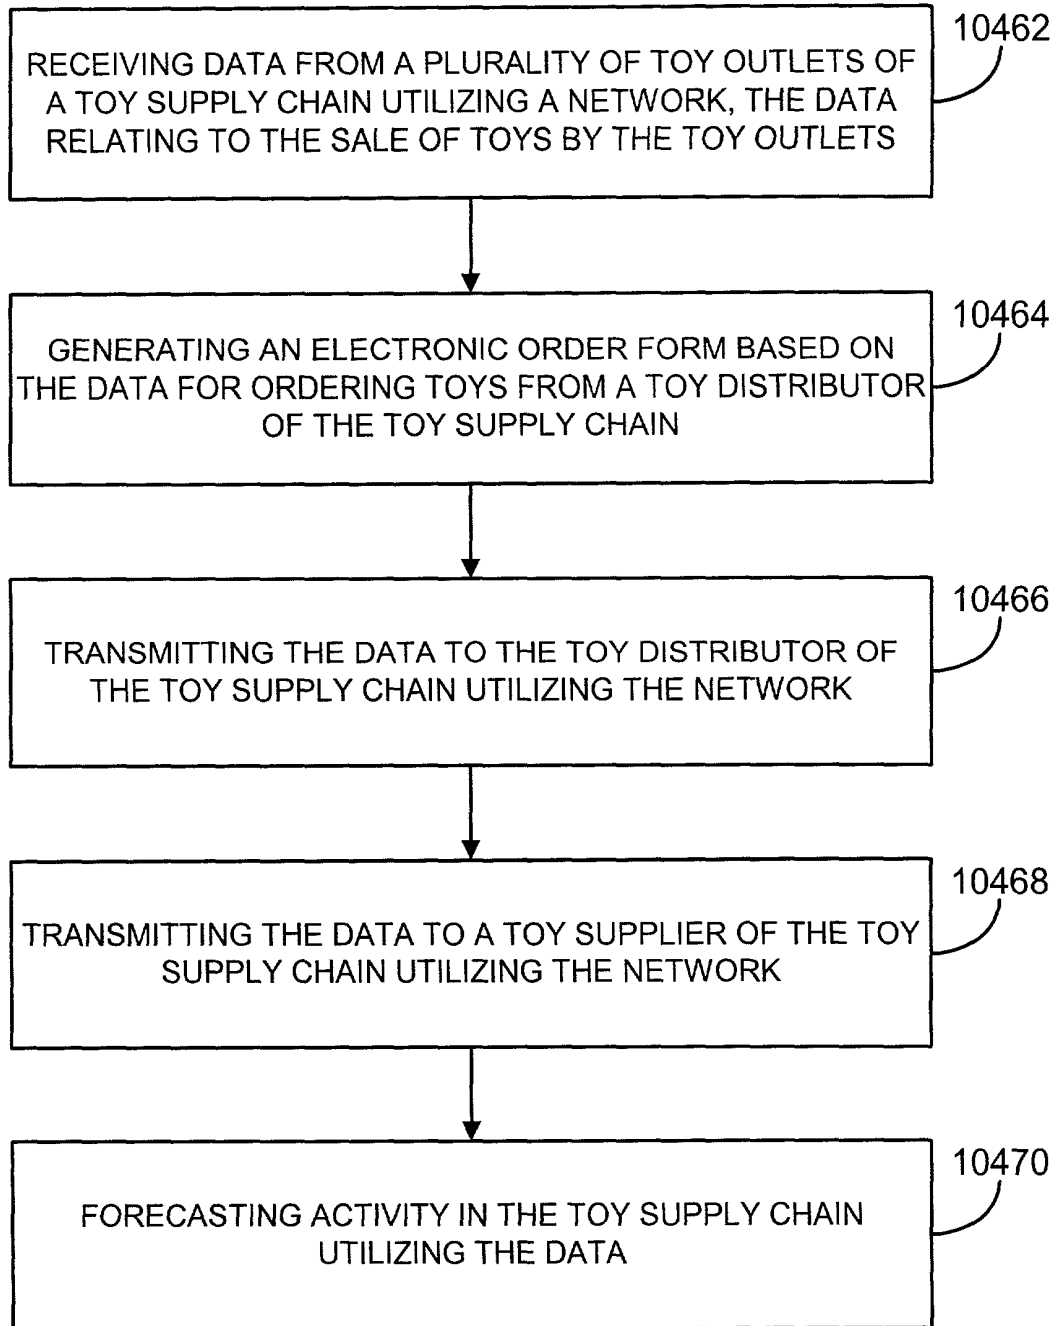 10462
RECEIVING DATA FROM A PLURALITY OF TOY OUTLETS OF
A TOY SUPPLY CHAIN UTILIZING A NETWORK, THE DATA
RELATING TO THE SALE OF TOYS BY THE TOY OUTLETS
10464
GENERATING AN ELECTRONIC ORDER FORM BASED ON
THE DATA FOR ORDERING TOYS FROM A TOY DISTRIBUTOR
OF THE TOY SUPPLY CHAIN
10466
TRANSMITTING THE DATA TO THE TOY DISTRIBUTOR OF
THE TOY SUPPLY CHAIN UTILIZING THE NETWORK
10468
TRANSMITTING THE DATA TO A TOY SUPPLIER OF THE TOY
SUPPLY CHAIN UTILIZING THE NETWORK
10470
FORECASTING ACTIVITY IN THE TOY SUPPLY CHAIN
UTILIZING THE DATA